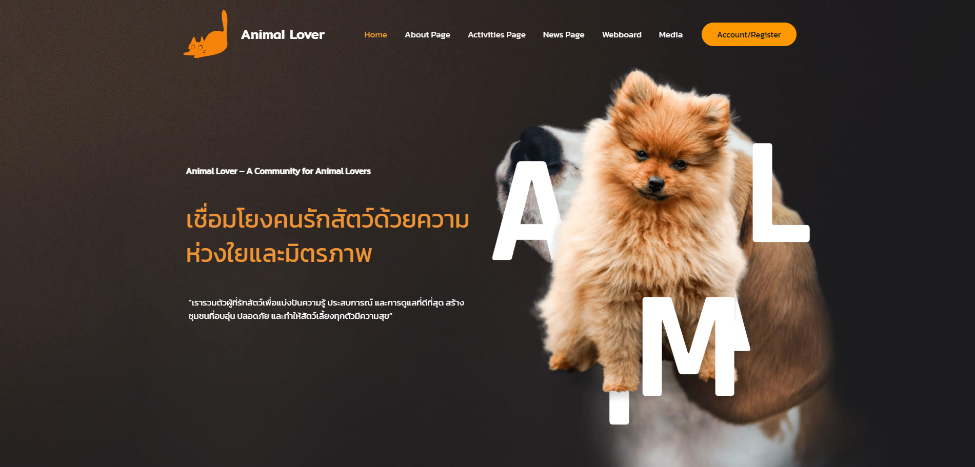 Animal Lover
Home
About Page
Activities Page
News Page
Webboard
Media
Account/Register
Animal Lover – A Community for Animal Lovers
เชื่อมโยงคนรักสัตว์ด้วยความ
ห่วงใยและมิตรภาพ
"เรารวมตัวผู้ที่รักสัตว์เพื่อแบ่งปันความรู้ ประสบการณ์ และการดูแลที่ดีที่สุด สร้าง
ชุมชนที่อบอุ่น ปลอดภัย และทำให้สัตว์เลี้ยงทุกตัวมีความสุข"
A
L
M
I